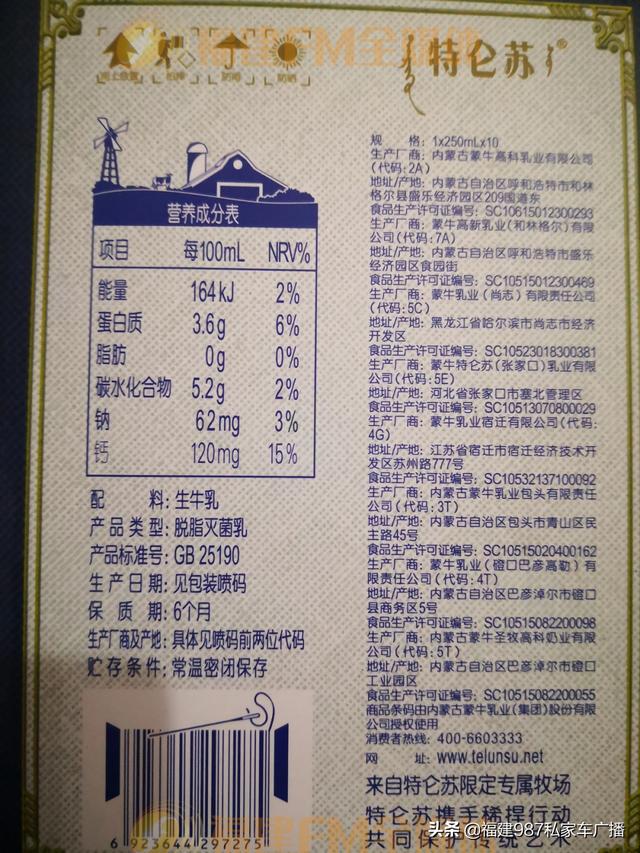 福建FM全媒体
向上放置
防雨
防晒
特仑苏®
营养成分表
项目 每100mL NRV%
能量 164kJ 2%
蛋白质 3.6g 6%
脂肪 0g 0%
碳水化合物 5.2g 2%
钠 62mg 3%
钙 120mg 15%
配 料: 生牛乳
产品类型: 脱脂灭菌乳
产品标准号: GB 25190
生产日期: 见包装喷码
保质期: 6个月
生产厂商及产地: 具体见喷码前两位代码
贮存条件: 常温密闭保存
6 923644 297275
规 格: 1x250mLx10
生产厂商: 内蒙古蒙牛高科乳业有限公司
(代码:2A)
地址/产地: 内蒙古自治区呼和浩特市和林
格尔县盛乐经济园区209国道东
食品生产许可证编号: SC10615012300293
生产厂商: 蒙牛高新乳业(和林格尔)有限
公司(代码:7A)
地址/产地: 内蒙古自治区呼和浩特市盛乐
经济园区食园街
食品生产许可证编号: SC10515012300469
生产厂商: 蒙牛乳业(尚志)有限责任公司
(代码:5C)
地址/产地: 黑龙江省哈尔滨市尚志市经济
开发区
食品生产许可证编号: SC10523018300381
生产厂商: 蒙牛特仑苏(张家口)乳业有限
公司(代码:5E)
地址/产地: 河北省张家口市塞北管理区
食品生产许可证编号: SC10513070800029
生产厂商: 蒙牛乳业宿迁有限公司(代码:
4G)
地址/产地: 江苏省宿迁市宿迁经济技术开
发区苏州路777号
食品生产许可证编号: SC10532137100092
生产厂商: 内蒙古蒙牛乳业包头有限责任
公司(代码:3T)
地址/产地: 内蒙古自治区包头市青山区民
主路45号
食品生产许可证编号: SC10515020400162
生产厂商: 蒙牛乳业(磴口巴彦高勒)有
限责任公司(代码:4T)
地址/产地: 内蒙古自治区巴彦淖尔市磴口
县商务区5号
食品生产许可证编号: SC10515082200098
生产厂商: 内蒙古蒙牛圣牧高科奶业有限
公司(代码:5T)
地址/产地: 内蒙古自治区巴彦淖尔市磴口
工业园区
食品生产许可证编号: SC10515082200055
商品条码由内蒙古蒙牛乳业(集团)股份有限
公司授权使用
消费者热线: 400-6603333
网 址: www.telunsu.net
来自特仑苏限定专属牧场
特仑苏携手稀捍行动
共同保护传统艺术
头条 @福建987私家车广播